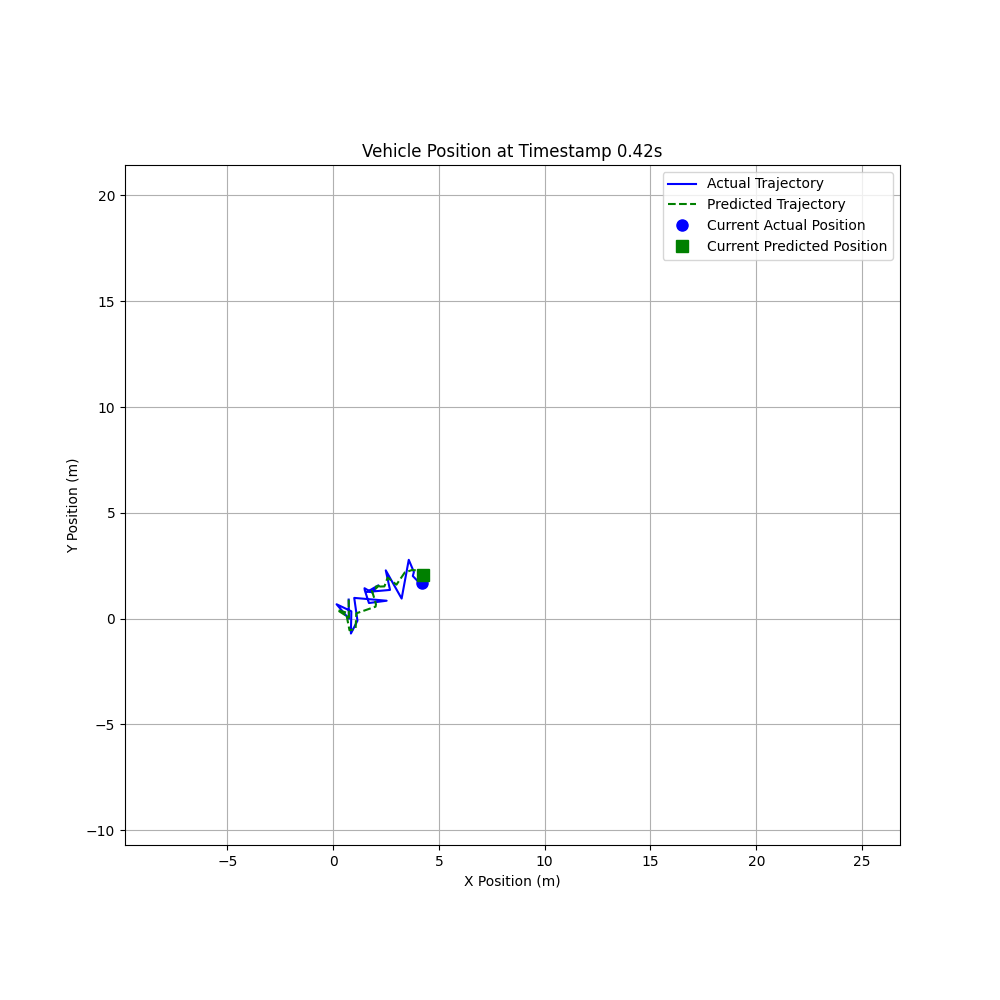 Vehicle Position at Timestamp 0.42s
Actual Trajectory
Predicted Trajectory
Current Actual Position
Current Predicted Position
20
15
10
5
0
−5
−10
Y Position (m)
−5 0 5 10 15 20 25
X Position (m)